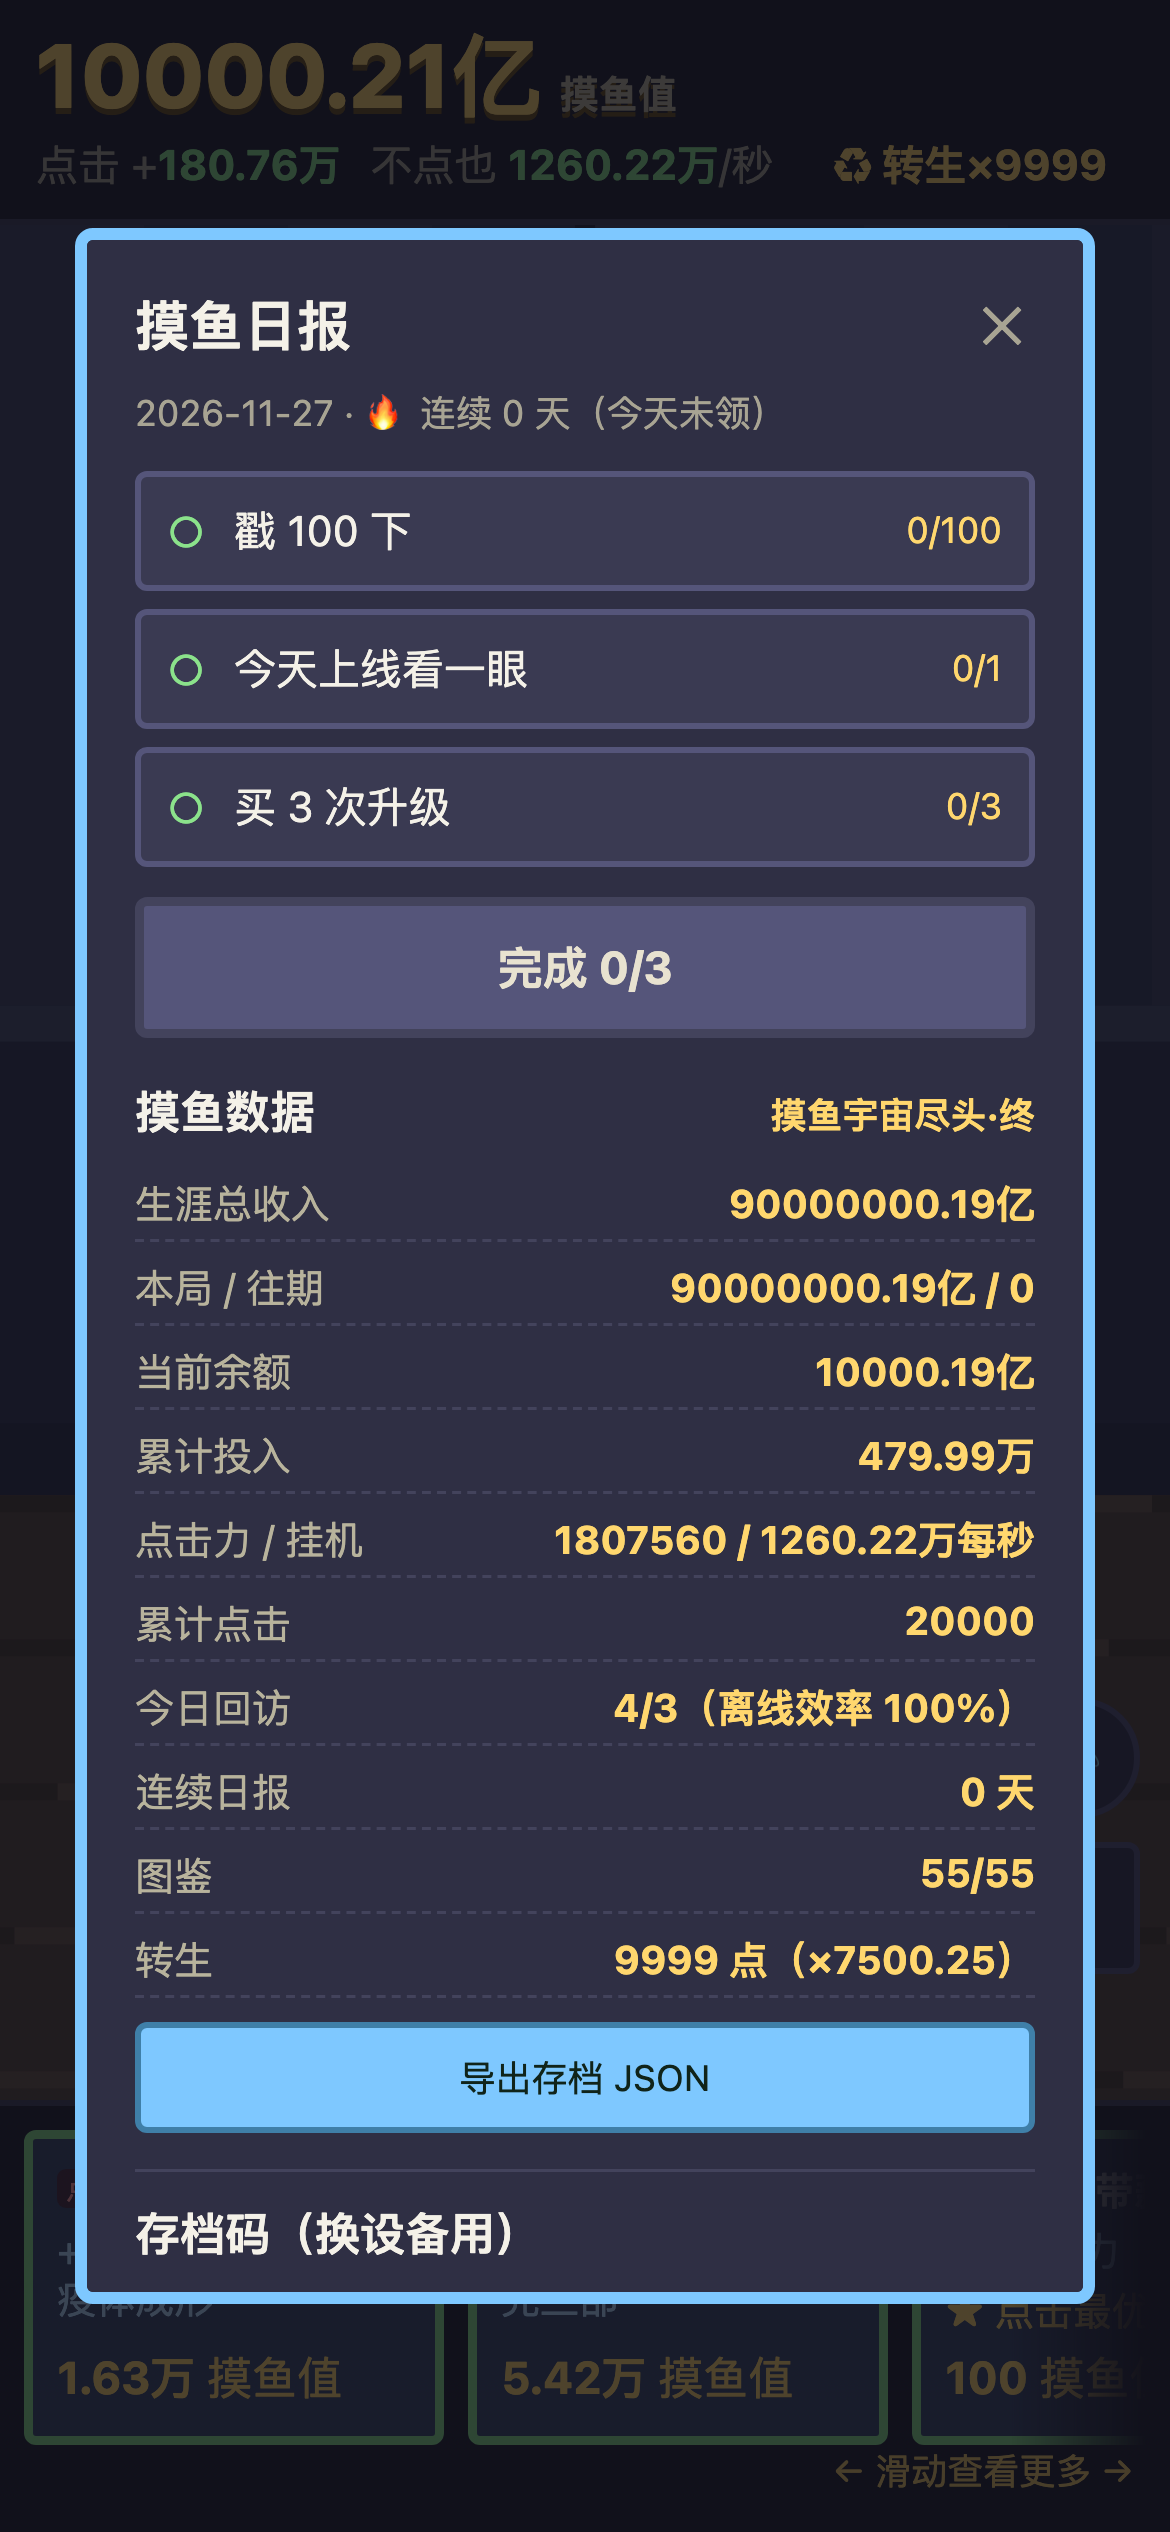 10000.21亿 摸鱼值
点击 +180.76万 不点也 1260.22万/秒 ♻ 转生×9999
摸鱼日报
2026-11-27 · 🔥 连续 0 天（今天未领）
戳 100 下 0/100
今天上线看一眼 0/1
买 3 次升级 0/3
完成 0/3
摸鱼数据 摸鱼宇宙尽头·终
生涯总收入 90000000.19亿
本局 / 往期 90000000.19亿 / 0
当前余额 10000.19亿
累计投入 479.99万
点击力 / 挂机 1807560 / 1260.22万每秒
累计点击 20000
今日回访 4/3（离线效率 100%）
连续日报 0 天
图鉴 55/55
转生 9999 点（×7500.25）
导出存档 JSON
存档码（换设备用）
★ 点击最优
1.63万 摸鱼值 5.42万 摸鱼值 100 摸鱼
← 滑动查看更多 →